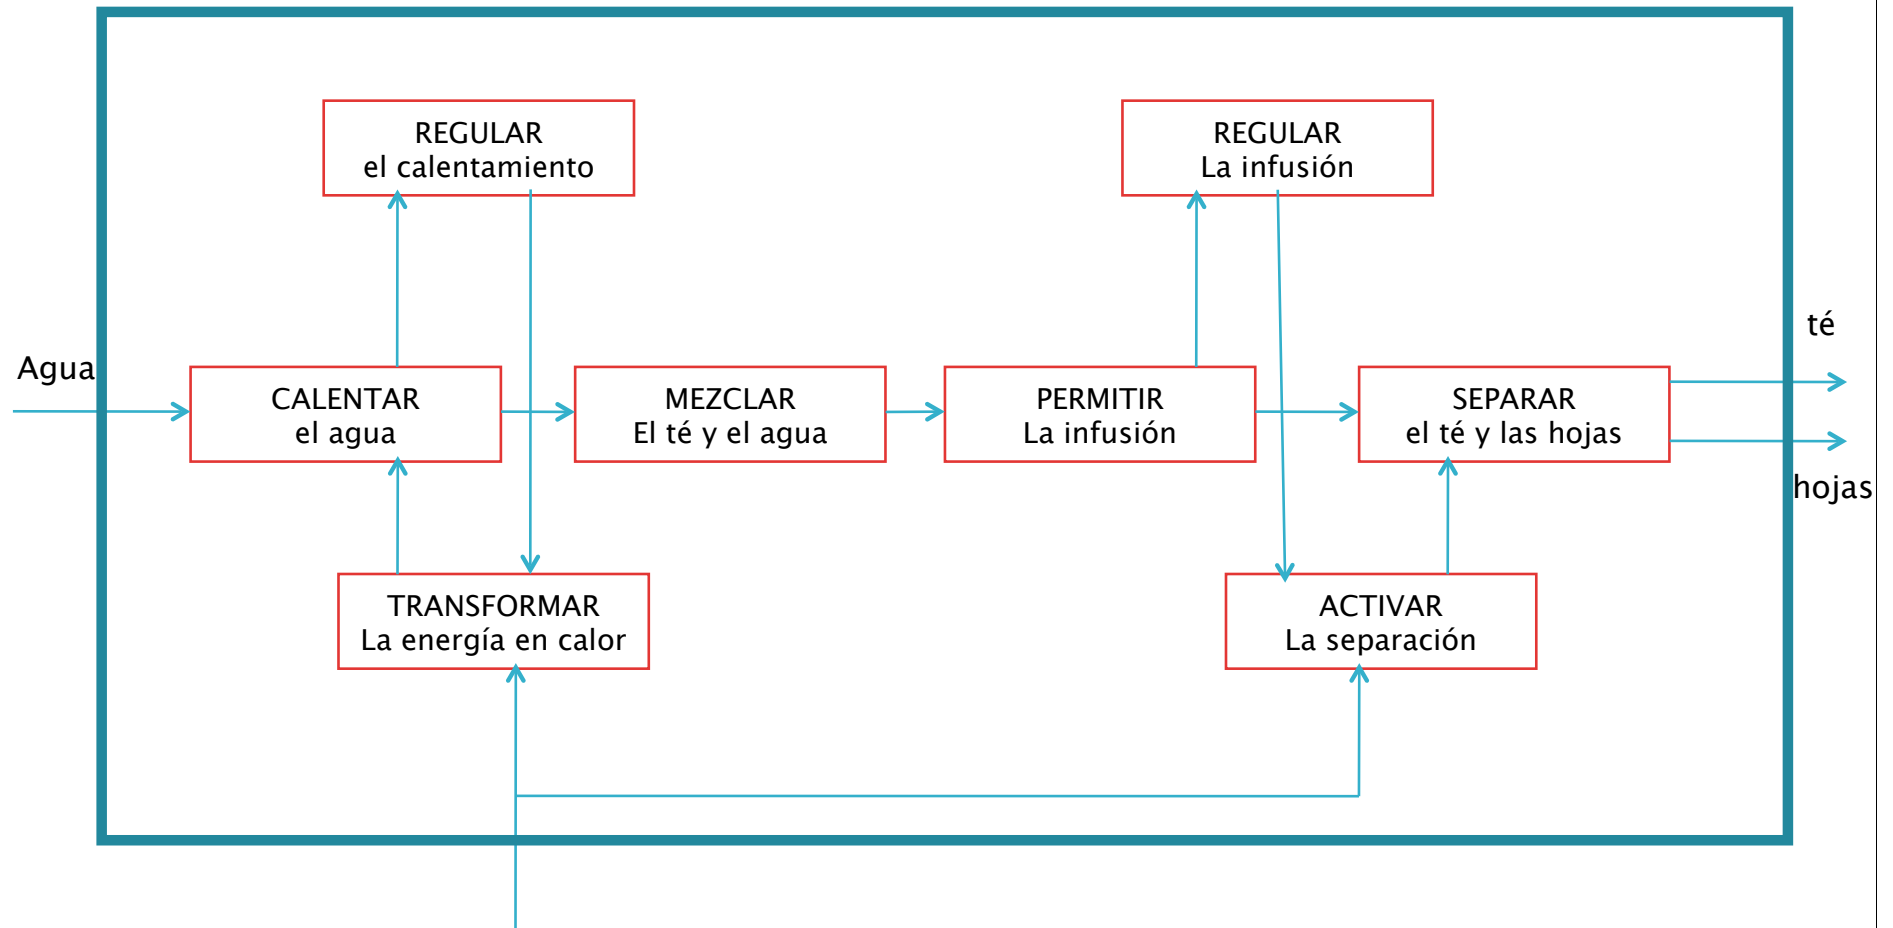 REGULAR
el calentamiento
REGULAR
La infusión
té
Agua
CALENTAR
el agua
MEZCLAR
El té y el agua
PERMITIR
La infusión
SEPARAR
el té y las hojas
hojas
TRANSFORMAR
La energía en calor
ACTIVAR
La separación